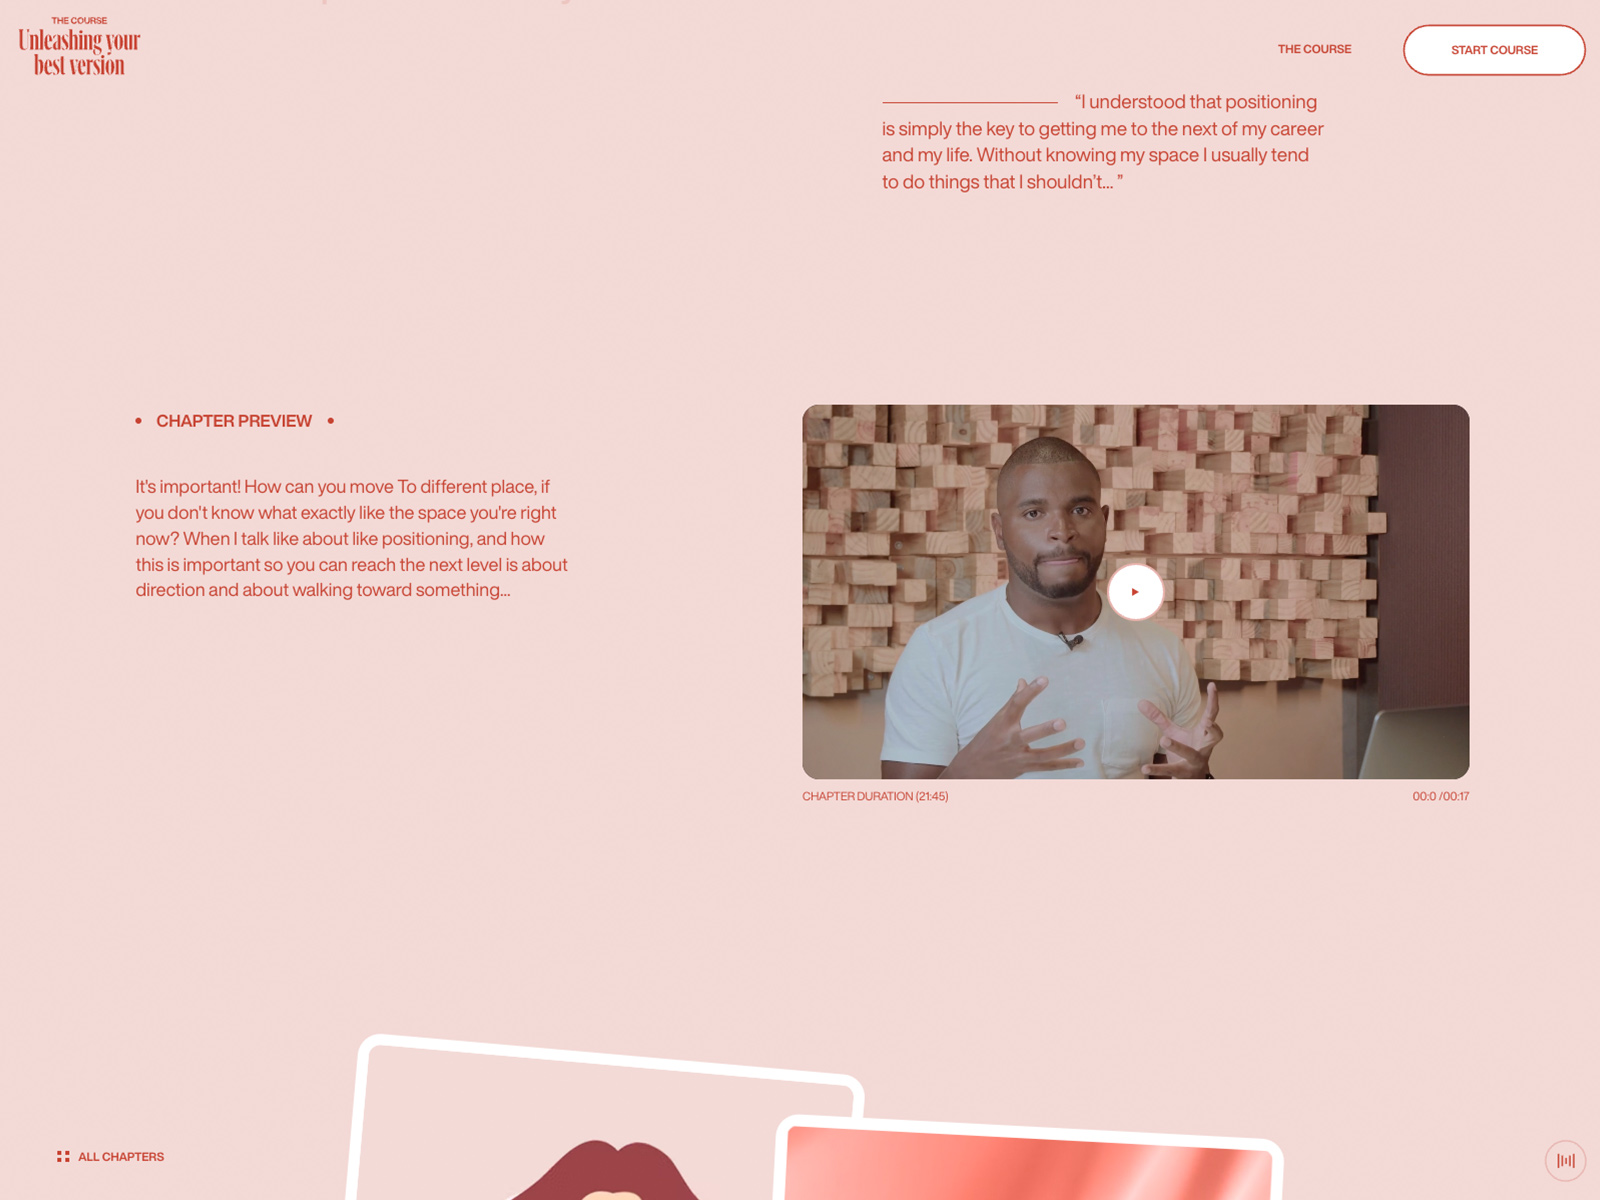 THE COURSE
Unleashing your
best version
THE COURSE
START COURSE
“I understood that positioning
is simply the key to getting me to the next of my career
and my life. Without knowing my space I usually tend
to do things that I shouldn’t... ”
• CHAPTER PREVIEW •
It's important! How can you move To different place, if
you don't know what exactly like the space you're right
now? When I talk like about like positioning, and how
this is important so you can reach the next level is about
direction and about walking toward something...
CHAPTER DURATION (21:45)
00:0 /00:17
ALL CHAPTERS